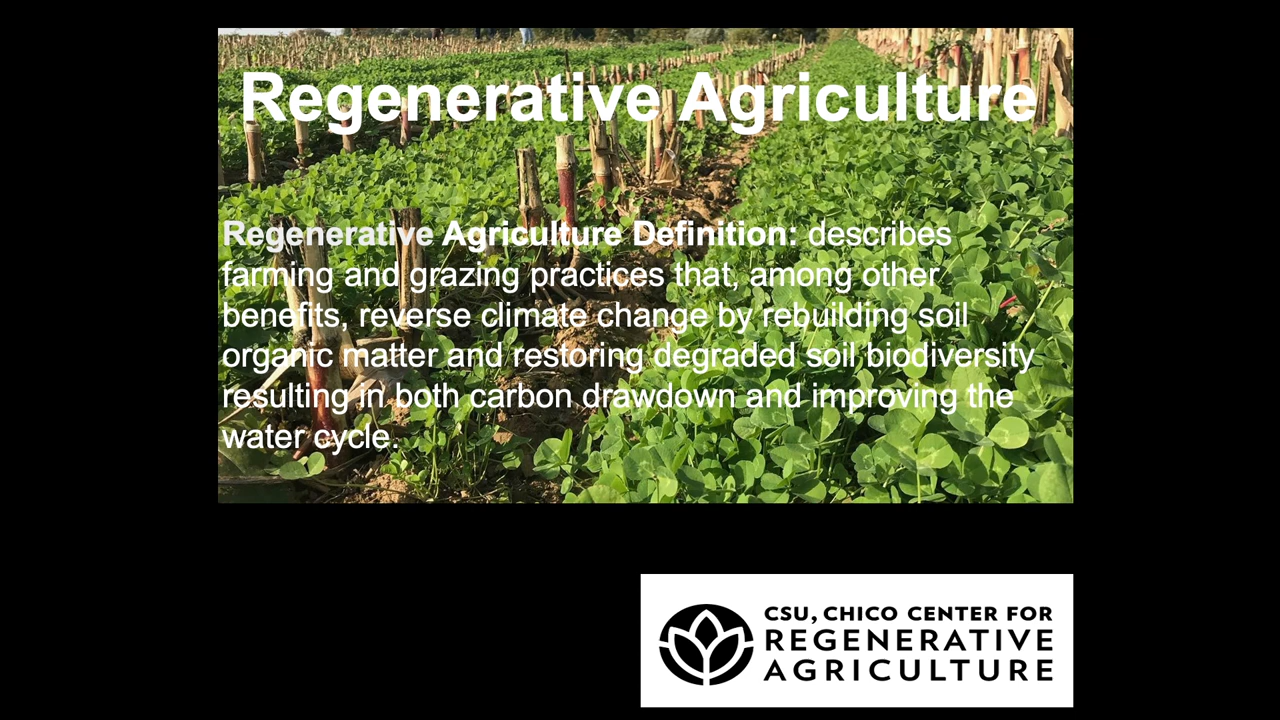 Regenerative Agriculture
Regenerative Agriculture Definition: describes
farming and grazing practices that, among other
benefits, reverse climate change by rebuilding soil
organic matter and restoring degraded soil biodiversity
resulting in both carbon drawdown and improving the
water cycle.
CSU, CHICO CENTER FOR
REGENERATIVE
AGRICULTURE